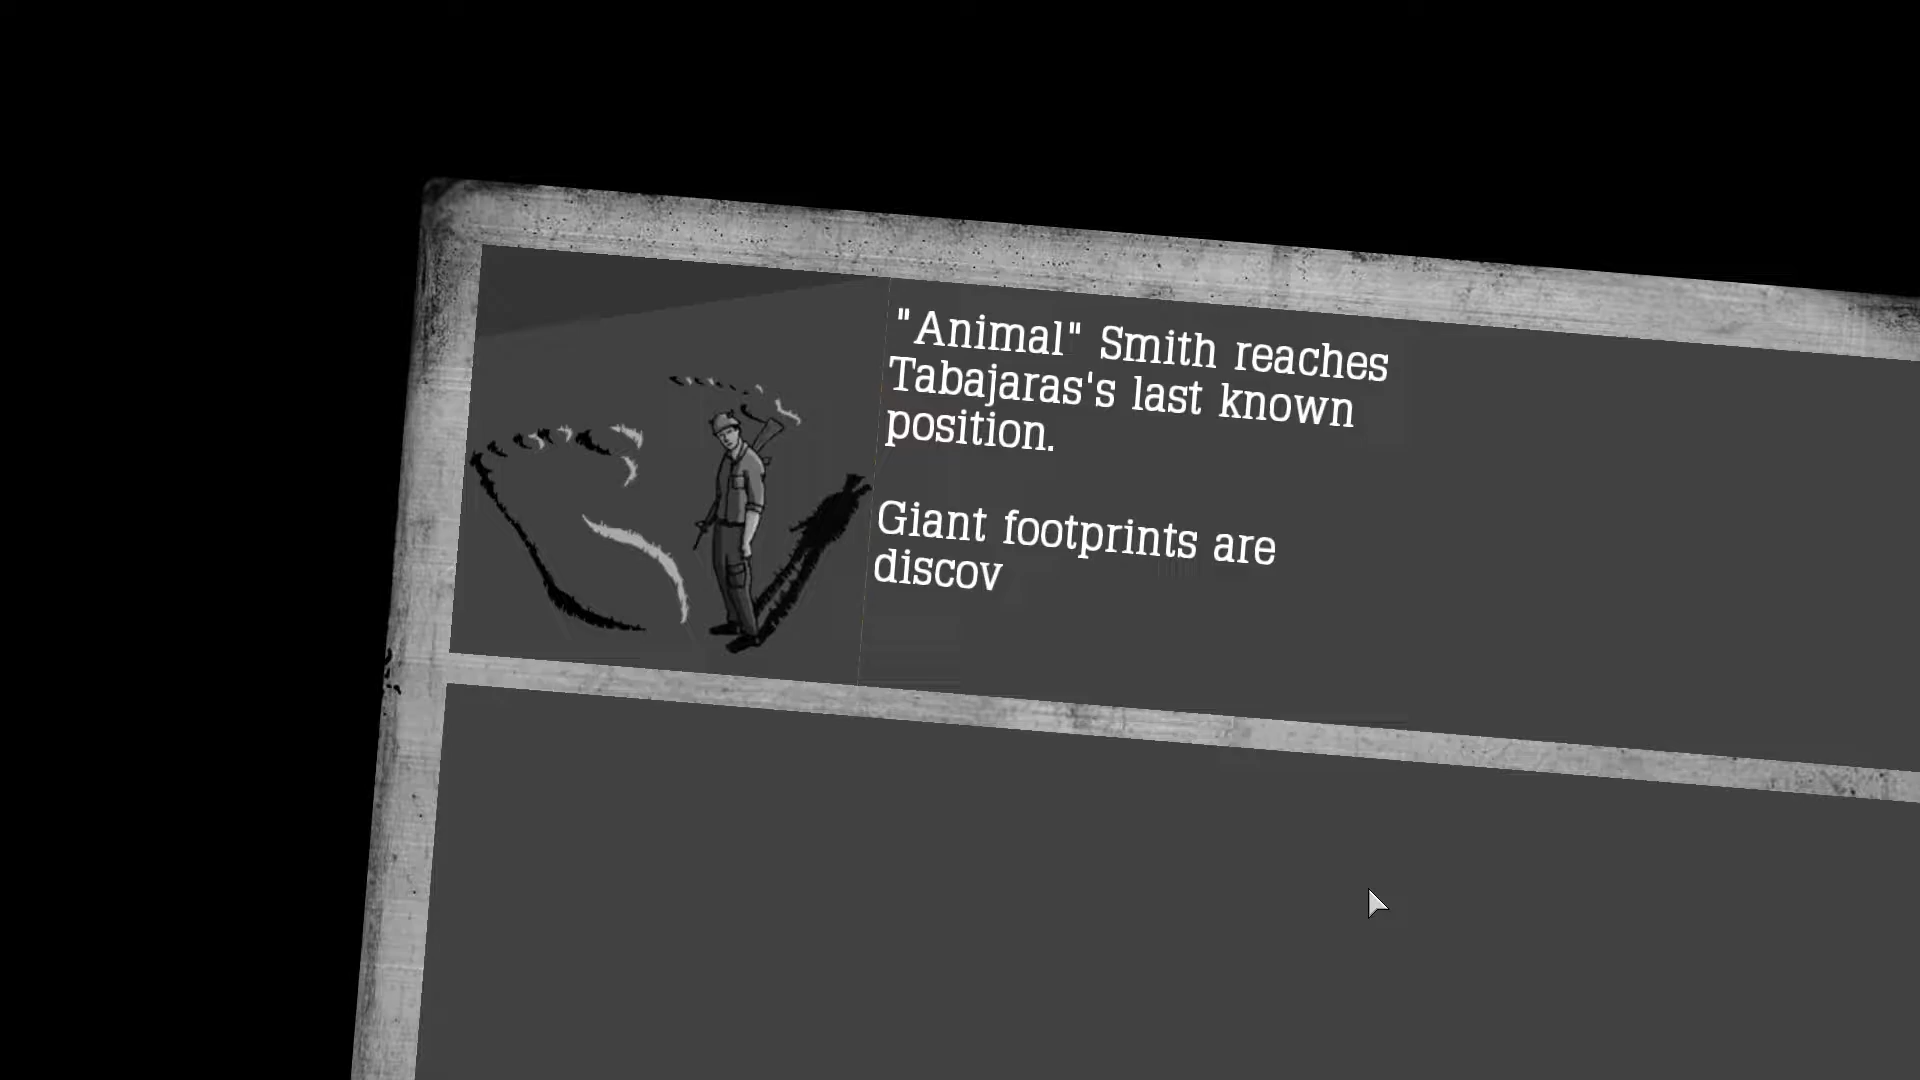 "Animal" Smith reaches
Tabajaras's last known
position.
Giant footprints are
discov